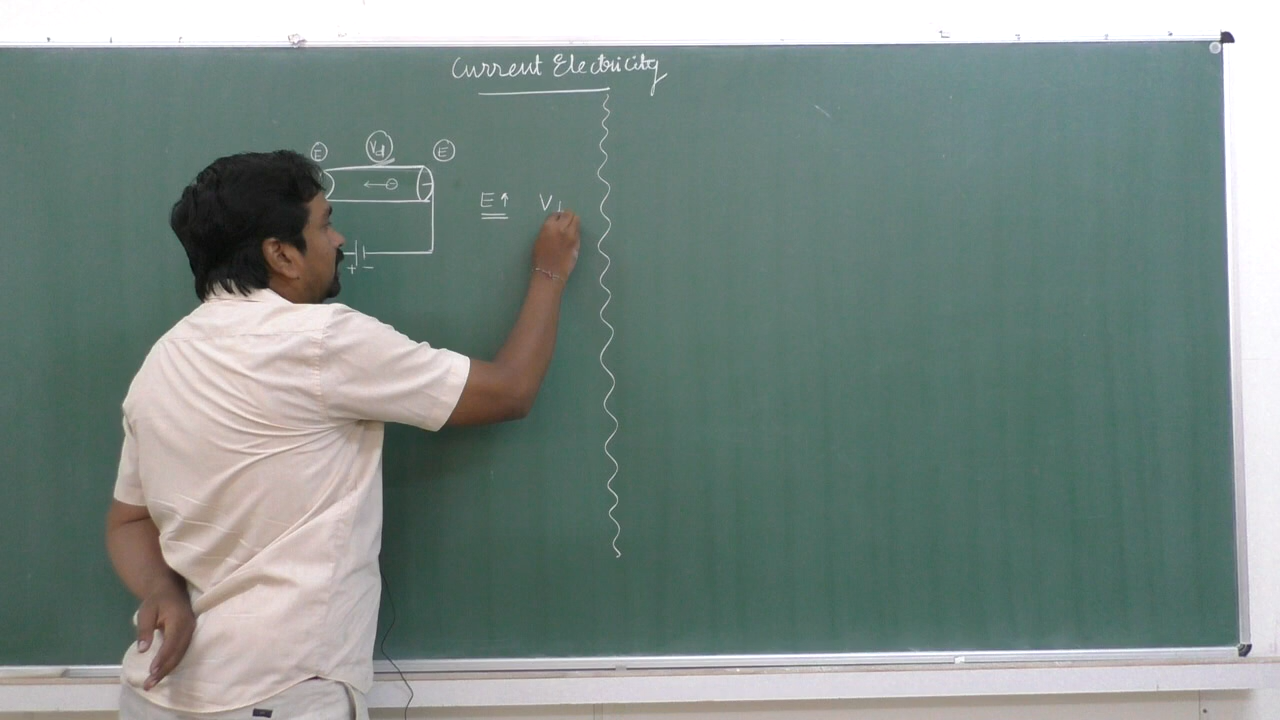 Current Electricity
E Vd E
←⊖ −
E↑ V
+ −